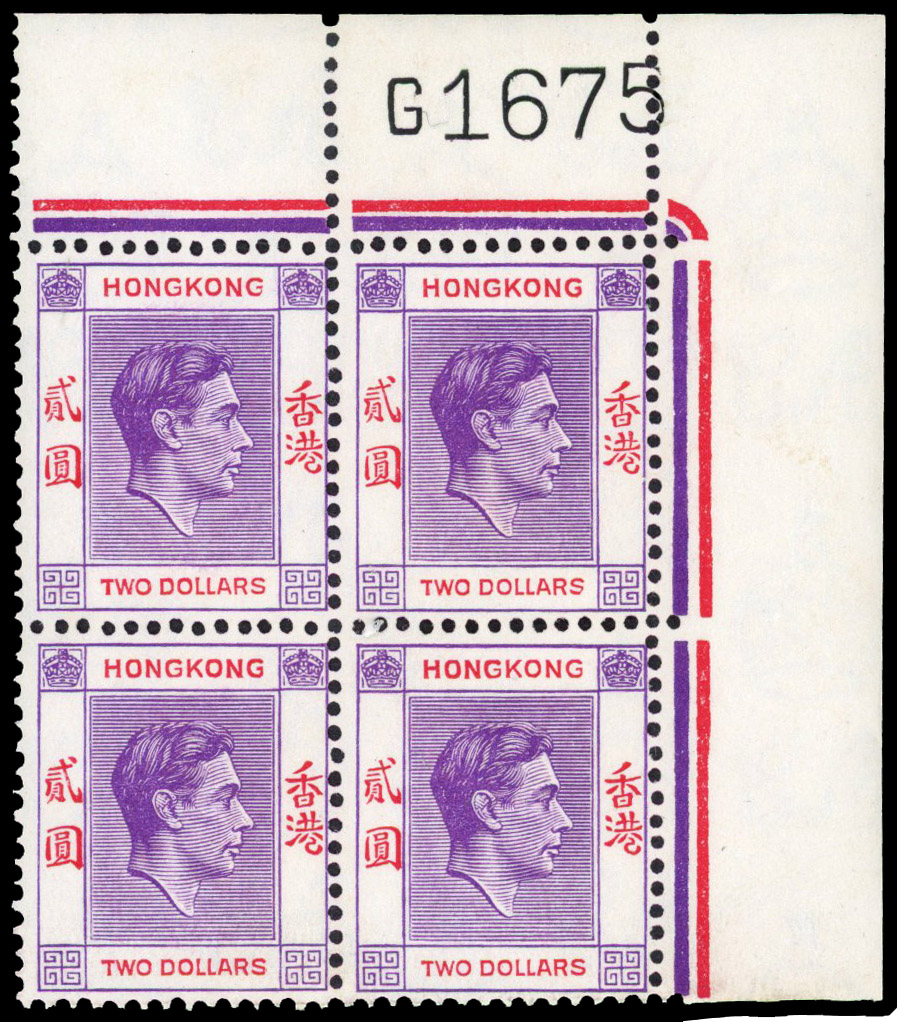 G1675
HONGKONG
貳圓
香港
TWO DOLLARS
HONGKONG
貳圓
香港
TWO DOLLARS
HONGKONG
貳圓
香港
TWO DOLLARS
HONGKONG
貳圓
香港
TWO DOLLARS